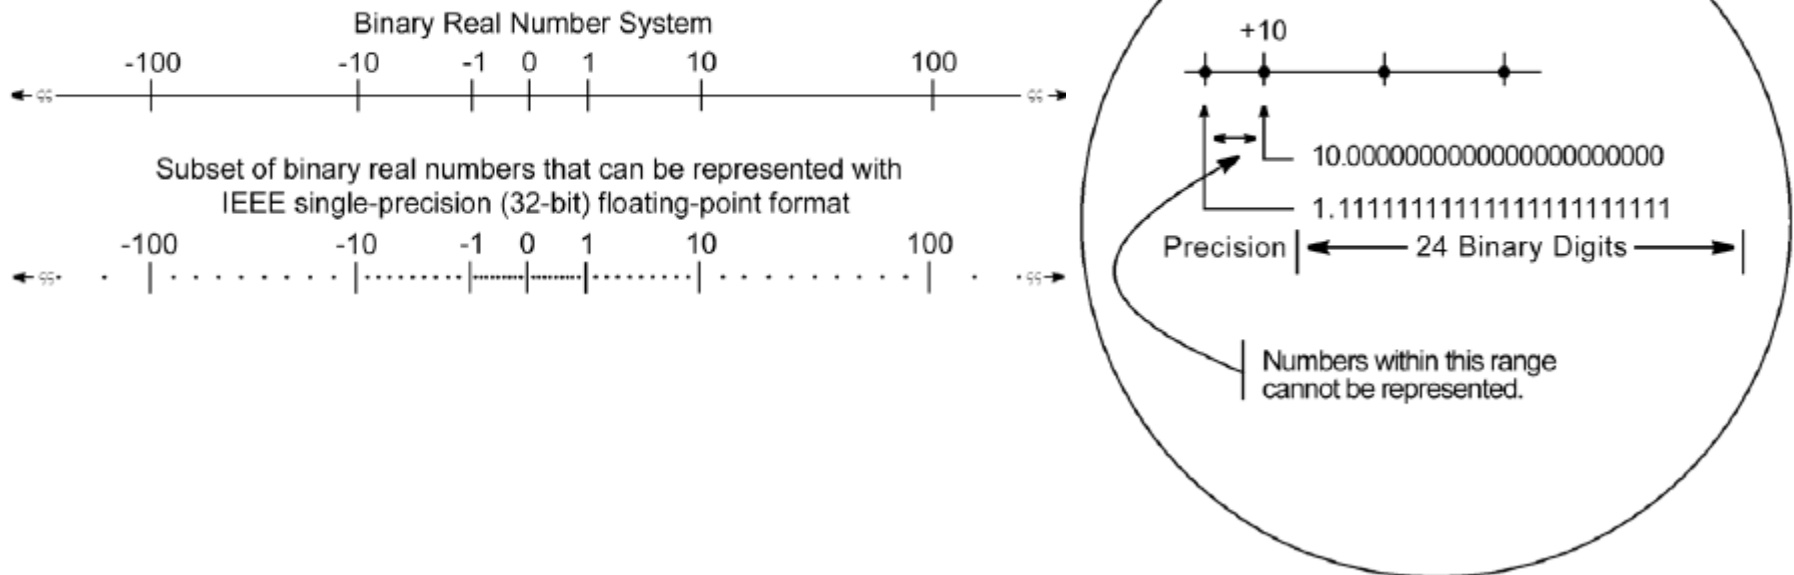 Binary Real Number System
-100 -10 -1 0 1 10 100
Subset of binary real numbers that can be represented with
IEEE single-precision (32-bit) floating-point format
-100 -10 -1 0 1 10 100
+10
10.0000000000000000000000
1.11111111111111111111111
Precision 24 Binary Digits
Numbers within this range
cannot be represented.